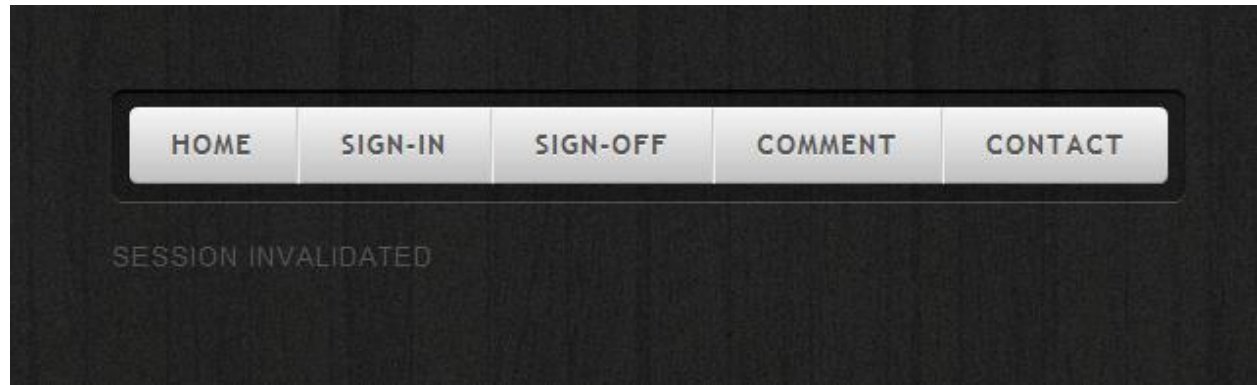 HOME SIGN-IN SIGN-OFF COMMENT CONTACT
SESSION INVALIDATED